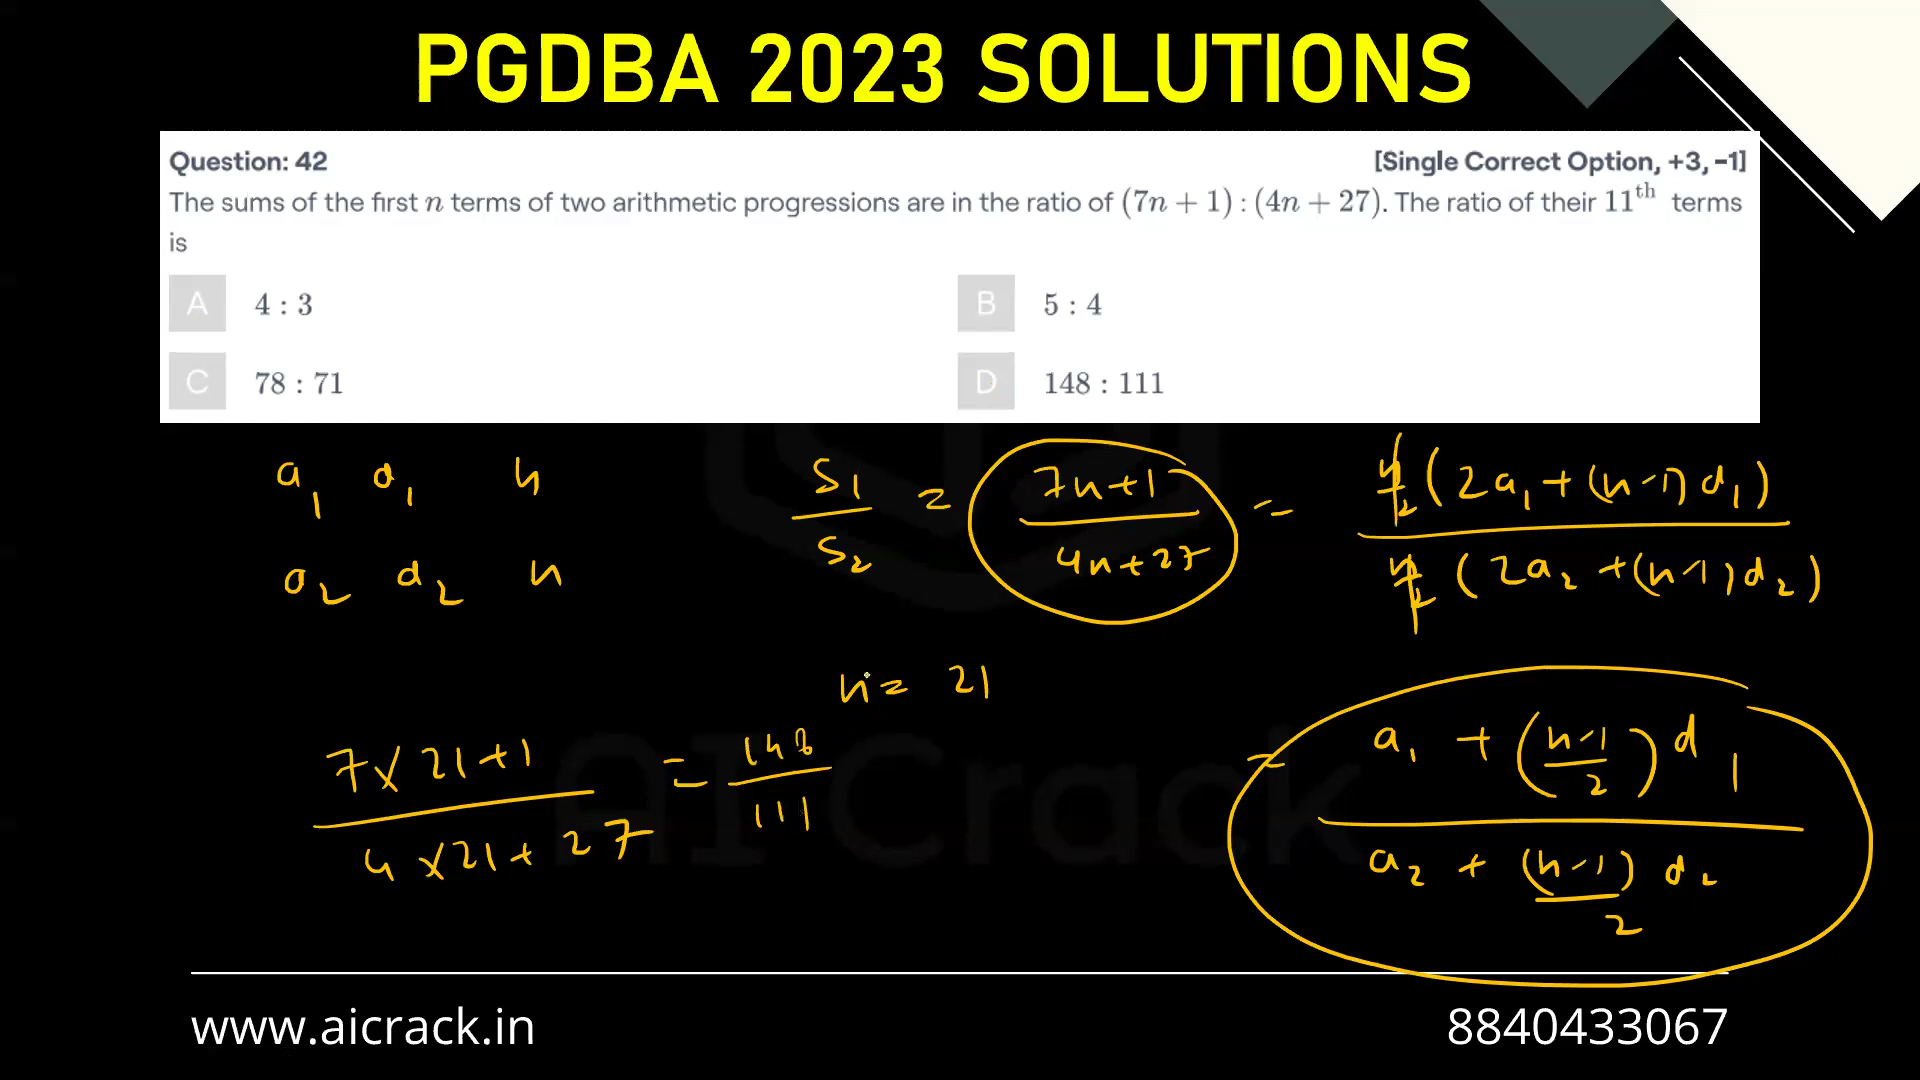 PGDBA 2023 SOLUTIONS
Question: 42 [Single Correct Option, +3, −1]
The sums of the first n terms of two arithmetic progressions are in the ratio of (7n + 1) : (4n + 27). The ratio of their 11th terms
is
A 4 : 3 B 5 : 4
C 78 : 71 D 148 : 111
a₁ d₁ n
a₂ d₂ n
S₁/S₂ = (7n+1)/(4n+27) = n/2 (2a₁+(n-1)d₁) / n/2 (2a₂+(n-1)d₂)
n = 21
(7×21+1)/(4×21+27) = 148/111
= (a₁ + ((n-1)/2) d₁)/(a₂ + (n-1)/2 d₂)
AI Crack
www.aicrack.in 8840433067